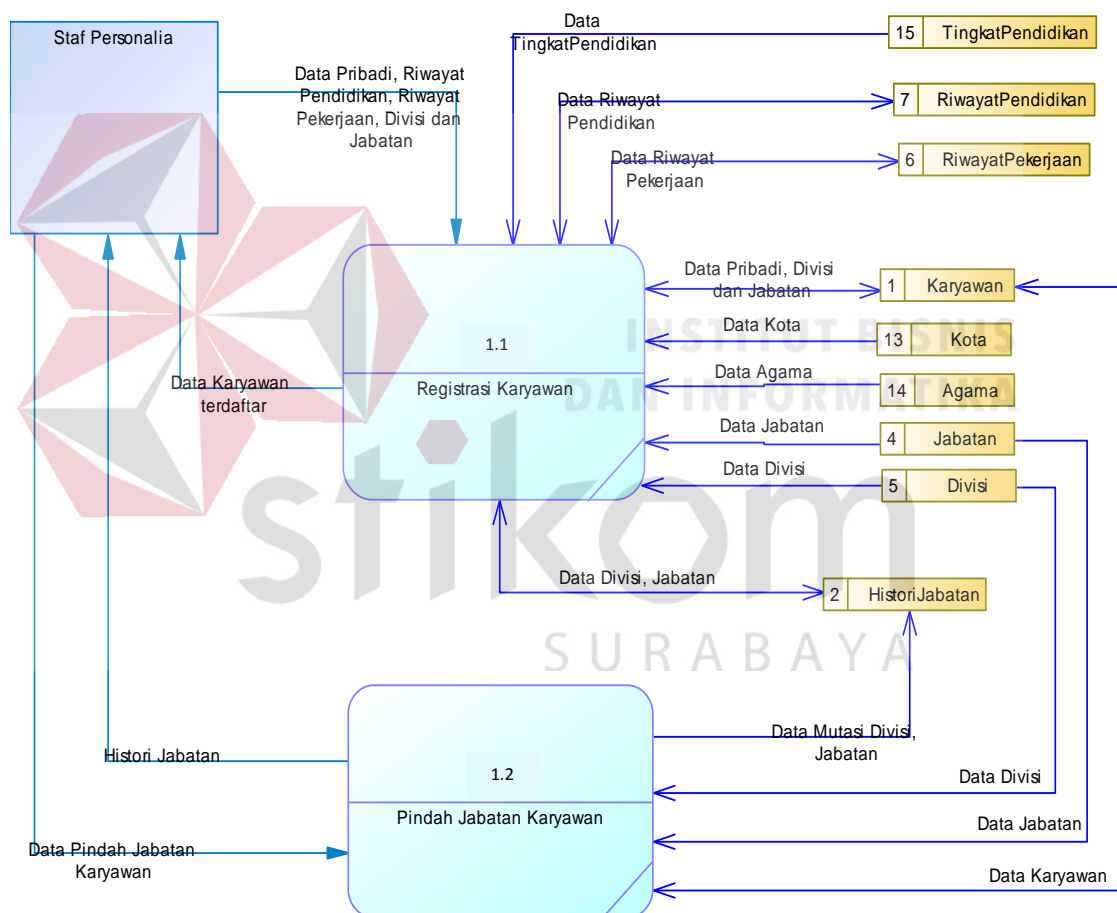 Staf Personalia
Data
TingkatPendidikan
15 TingkatPendidikan
Data Pribadi, Riwayat
Pendidikan, Riwayat
Pekerjaan, Divisi dan
Jabatan
Data Riwayat
Pendidikan
7 RiwayatPendidikan
Data Riwayat
Pekerjaan
6 RiwayatPekerjaan
Data Pribadi, Divisi
dan Jabatan
1 Karyawan
INSTITUT BISNIS
DAN INFORMATIKA
Data Kota
13 Kota
1.1
Registrasi Karyawan
Data Karyawan
terdaftar
Data Agama
14 Agama
Data Jabatan
4 Jabatan
Data Divisi
5 Divisi
stikom
Data Divisi, Jabatan
2 HistoriJabatan
SURABAYA
Histori Jabatan
Data Mutasi Divisi,
Jabatan
1.2
Pindah Jabatan Karyawan
Data Divisi
Data Jabatan
Data Pindah Jabatan
Karyawan
Data Karyawan